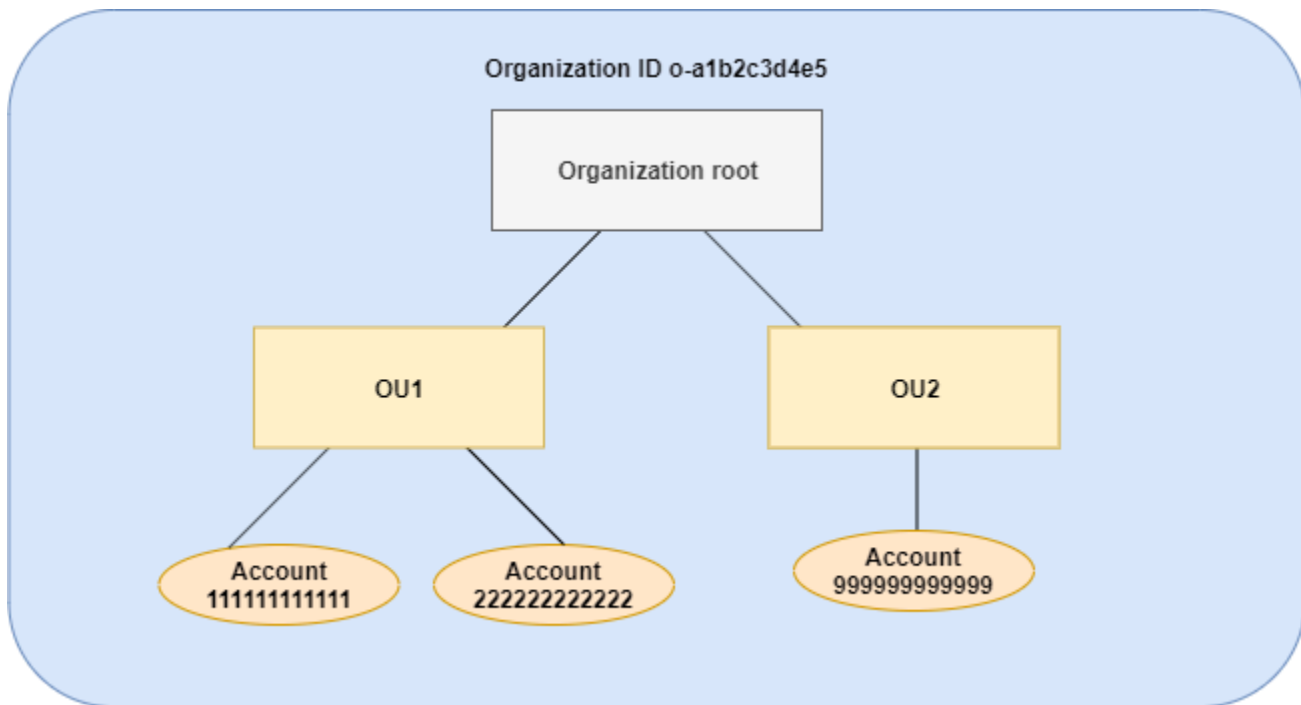 Organization ID o-a1b2c3d4e5
Organization root
OU1
OU2
Account
111111111111
Account
222222222222
Account
999999999999